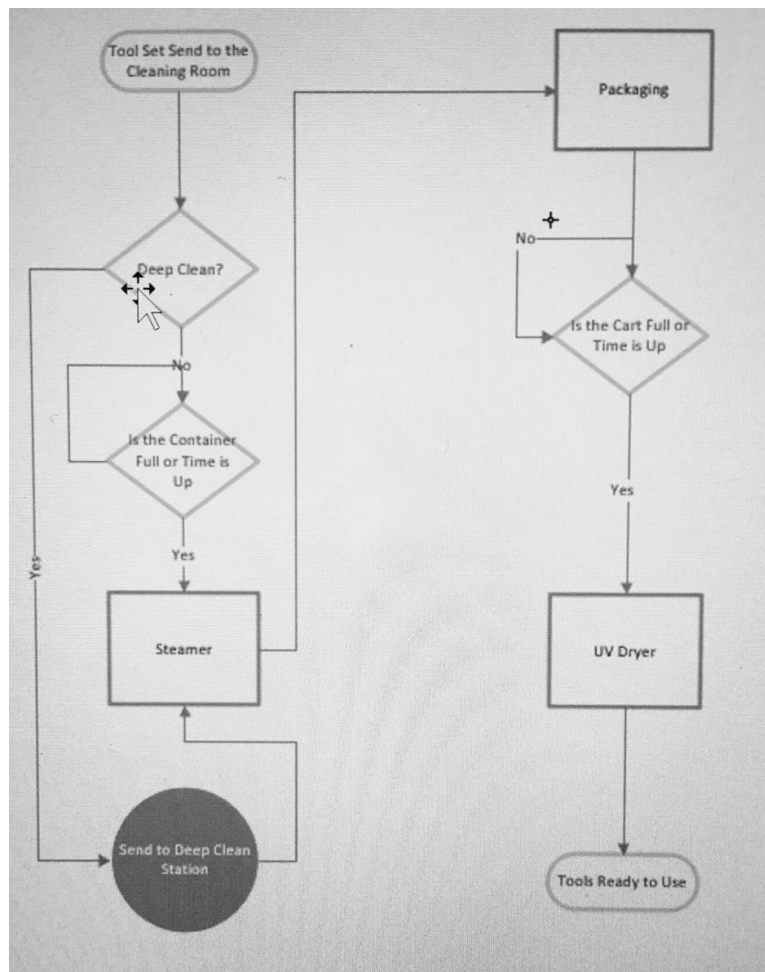 Tool Set Send to the
Cleaning Room
Deep Clean?
No
Is the Container
Full or Time is
Up
Yes
Yes
Steamer
Send to Deep Clean
Station
Packaging
No
Is the Cart Full or
Time is Up
Yes
UV Dryer
Tools Ready to Use